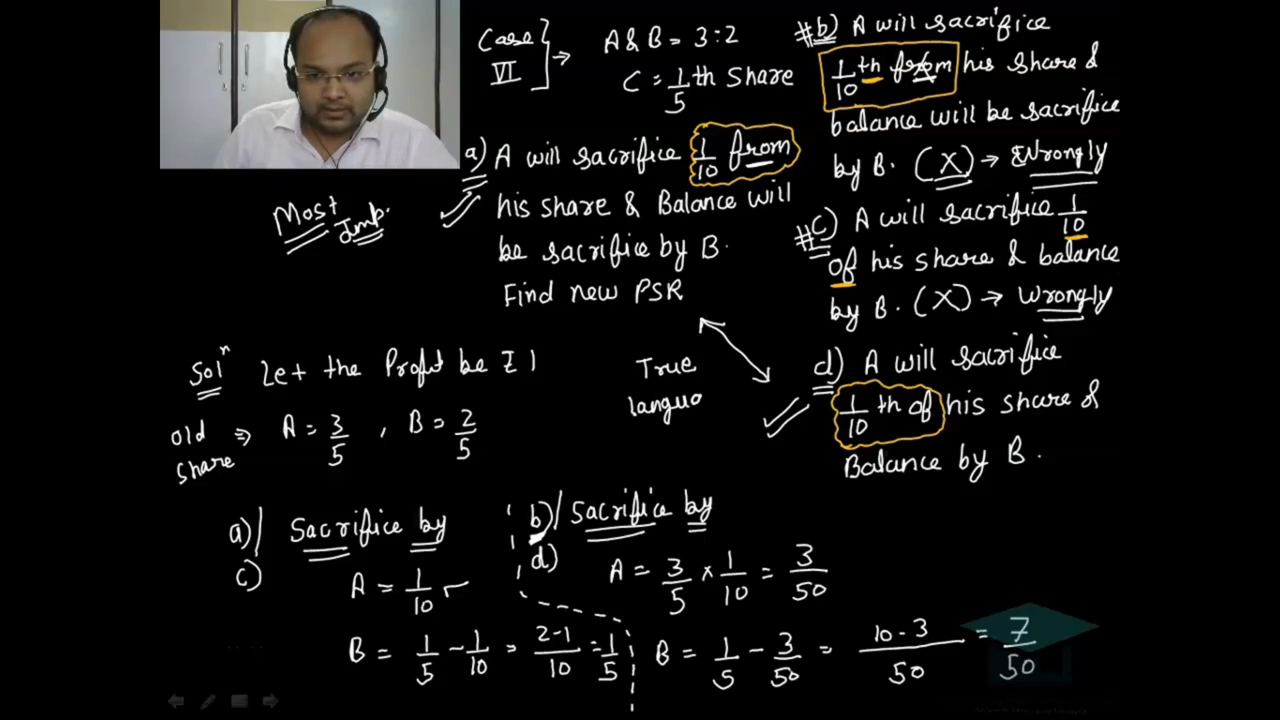 Case
VI
A & B = 3:2
C = 1/5 th Share
a) A will sacrifice 1/10 from
his share & Balance will
be sacrifice by B.
Find new PSR
Most
Imp.
#b) A will sacrifice
1/10 th from his share &
balance will be sacrifice
by B. (X) → Wrongly
#c) A will sacrifice 1/10
of his share & balance
by B. (X) → Wrongly
d) A will sacrifice
1/10 th of his share &
Balance by B.
True
languo
Solⁿ Let the Profit be ₹ 1
old
share ⇒ A = 3/5 , B = 2/5
a)/ Sacrifice by
c)
A = 1/10
B = 1/5 - 1/10 = 2-1/10 = 1/5
b)/ Sacrifice by
d)
A = 3/5 × 1/10 = 3/50
B = 1/5 - 3/50 = 10-3/50 = 7/50